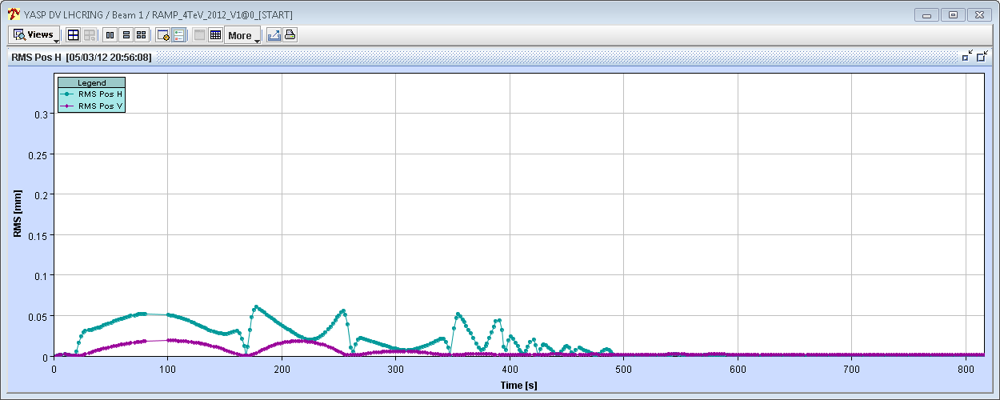 YASP DV LHCRING / Beam 1 / RAMP_4TeV_2012_V1@0_[START]
Views More
RMS Pos H [05/03/12 20:56:08]
Legend
RMS Pos H
RMS Pos V
0.3
0.25
0.2
0.15
0.1
0.05
0
RMS [mm]
0 100 200 300 400 500 600 700 800
Time [s]